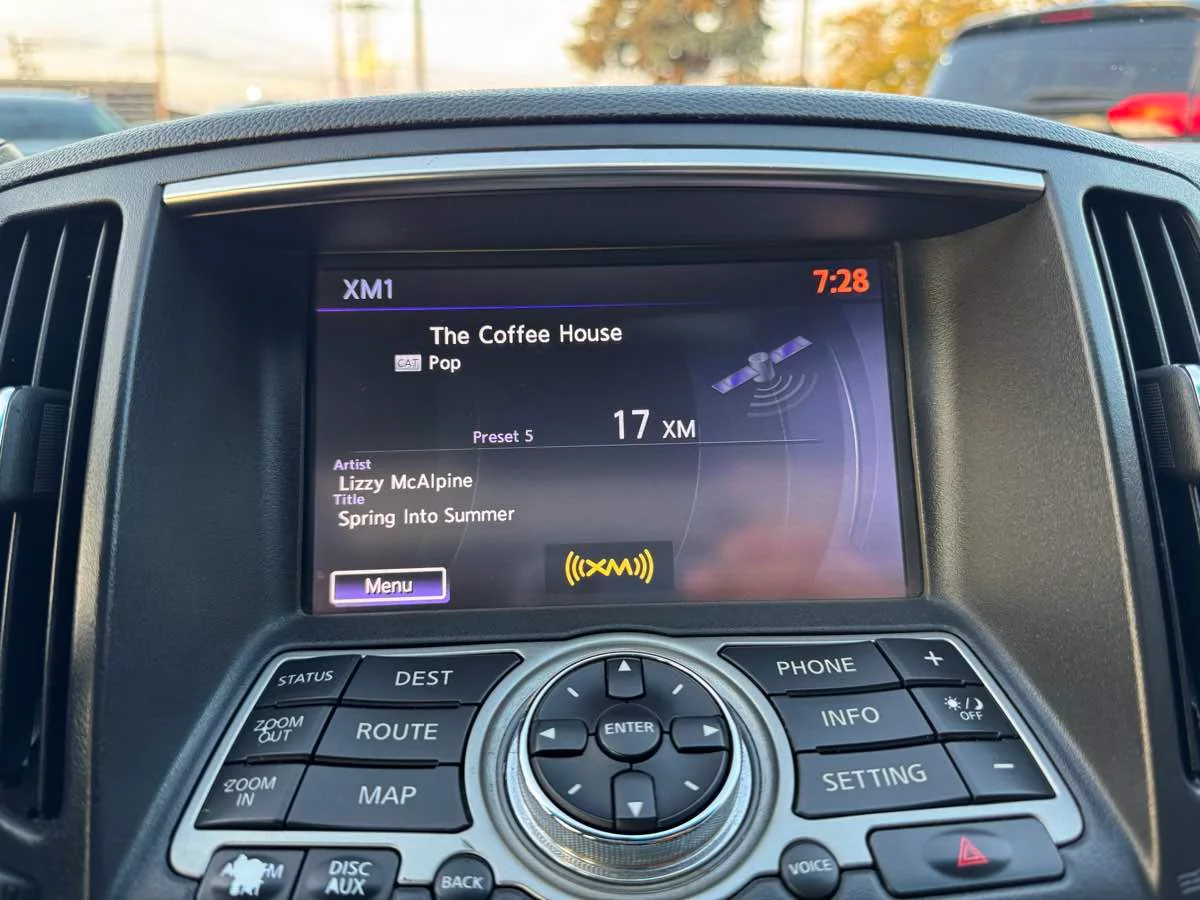 XM1
7:28
The Coffee House
CAT Pop
Preset 5
17 XM
Artist
Lizzy McAlpine
Title
Spring Into Summer
Menu
((XM))
STATUS
DEST
PHONE
+
ZOOM OUT
ROUTE
INFO
OFF
ENTER
ZOOM IN
MAP
SETTING
−
DISC AUX
BACK
VOICE